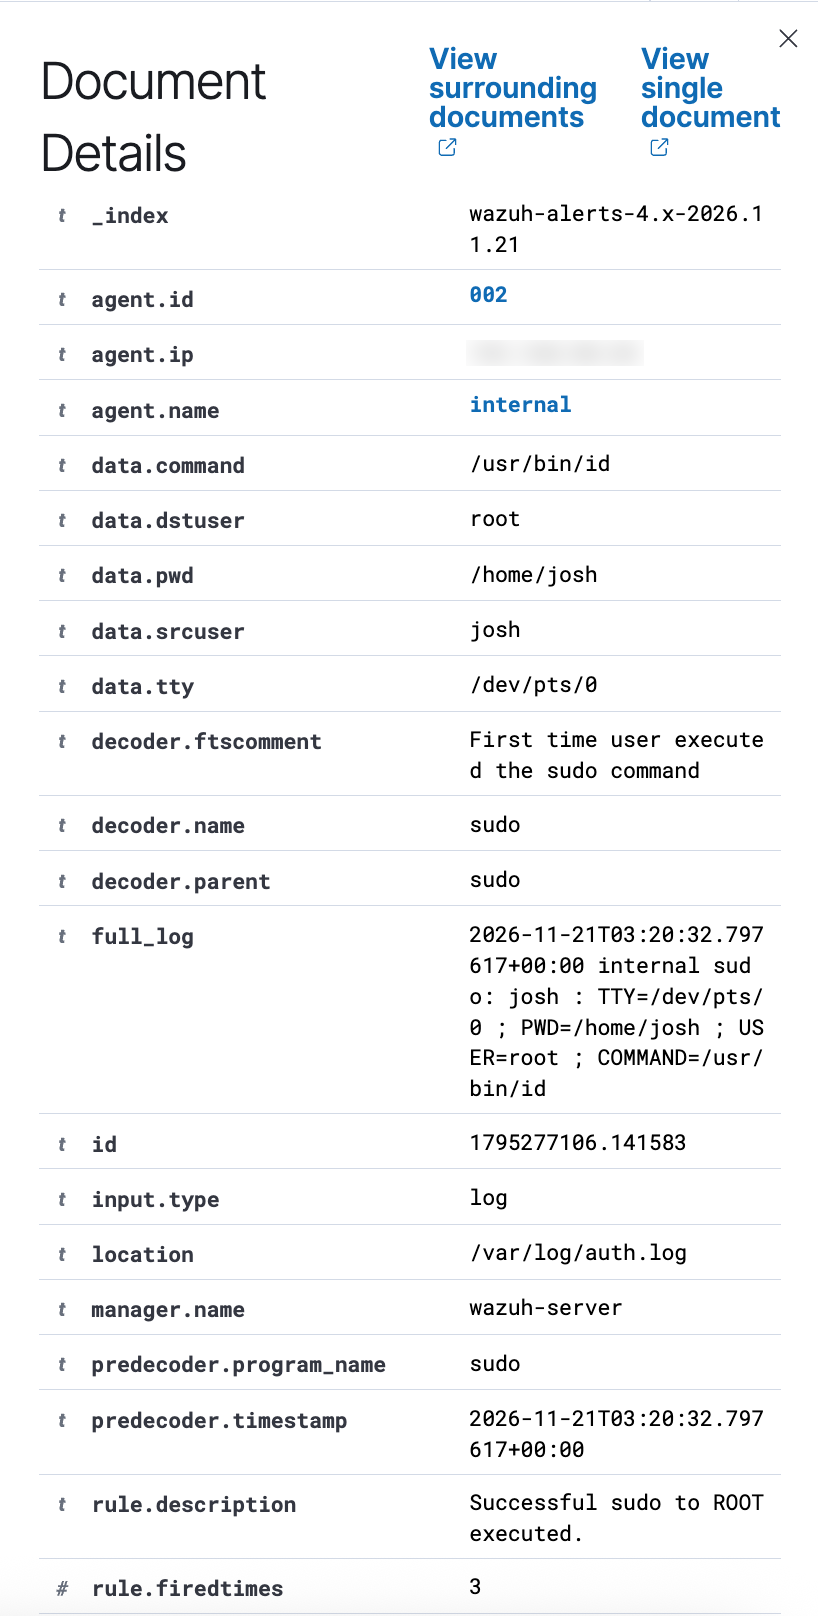 Document
Details
View
surrounding
documents
View
single
document
t _index wazuh-alerts-4.x-2026.1
1.21
t agent.id 002
t agent.ip
t agent.name internal
t data.command /usr/bin/id
t data.dstuser root
t data.pwd /home/josh
t data.srcuser josh
t data.tty /dev/pts/0
t decoder.ftscomment First time user execute
d the sudo command
t decoder.name sudo
t decoder.parent sudo
t full_log 2026-11-21T03:20:32.797
617+00:00 internal sud
o: josh : TTY=/dev/pts/
0 ; PWD=/home/josh ; US
ER=root ; COMMAND=/usr/
bin/id
t id 1795277106.141583
t input.type log
t location /var/log/auth.log
t manager.name wazuh-server
t predecoder.program_name sudo
t predecoder.timestamp 2026-11-21T03:20:32.797
617+00:00
t rule.description Successful sudo to ROOT
executed.
# rule.firedtimes 3